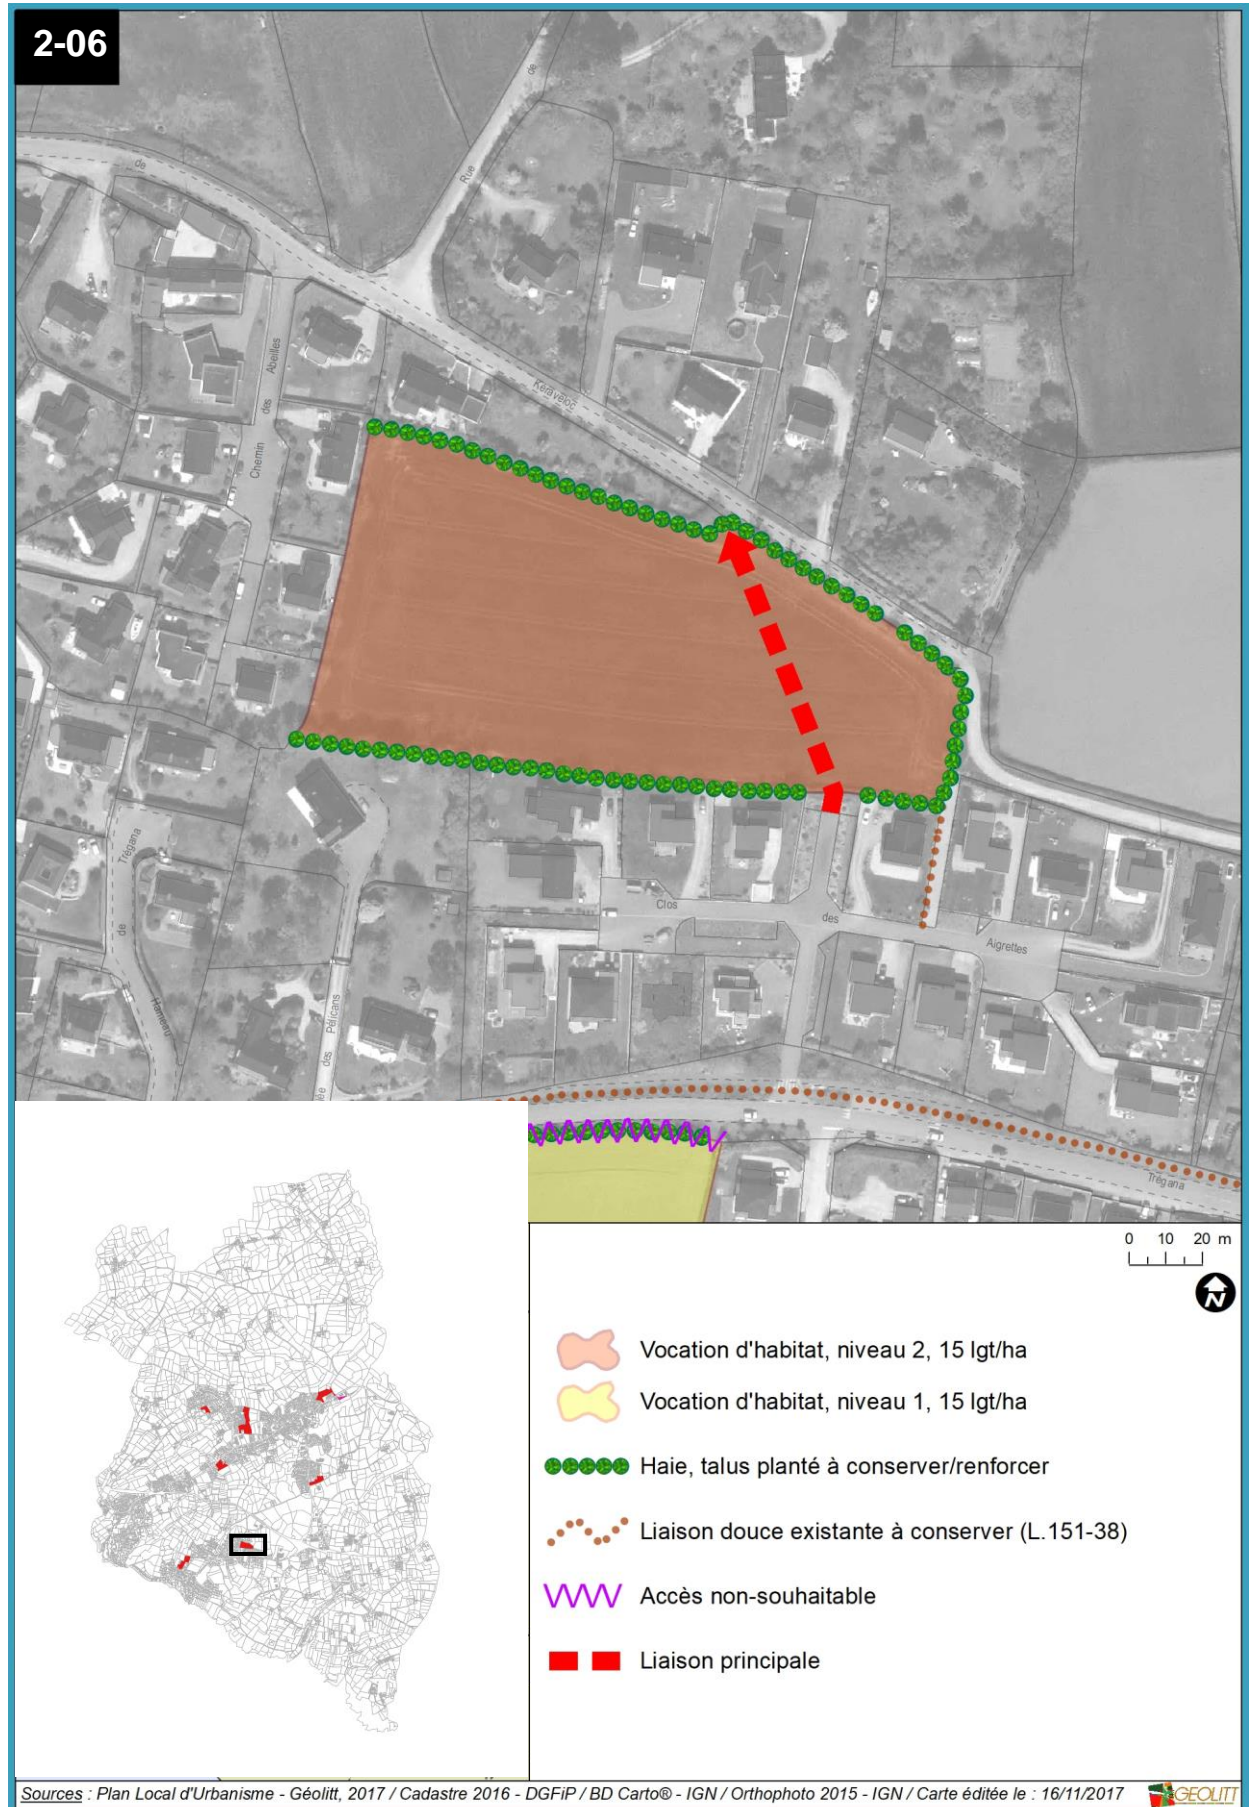 2-06
de
de
Rue
Keraveloc
Chemin
des
Abeilles
Trégana
de
Hameau
Clos
des
Aigrettes
des
Pélicans
Trégana
0 10 20 m
N
Vocation d'habitat, niveau 2, 15 lgt/ha
Vocation d'habitat, niveau 1, 15 lgt/ha
Haie, talus planté à conserver/renforcer
Liaison douce existante à conserver (L.151-38)
Accès non-souhaitable
Liaison principale
Sources : Plan Local d'Urbanisme - Géolitt, 2017 / Cadastre 2016 - DGFiP / BD Carto® - IGN / Orthophoto 2015 - IGN / Carte éditée le : 16/11/2017
GEOLITT